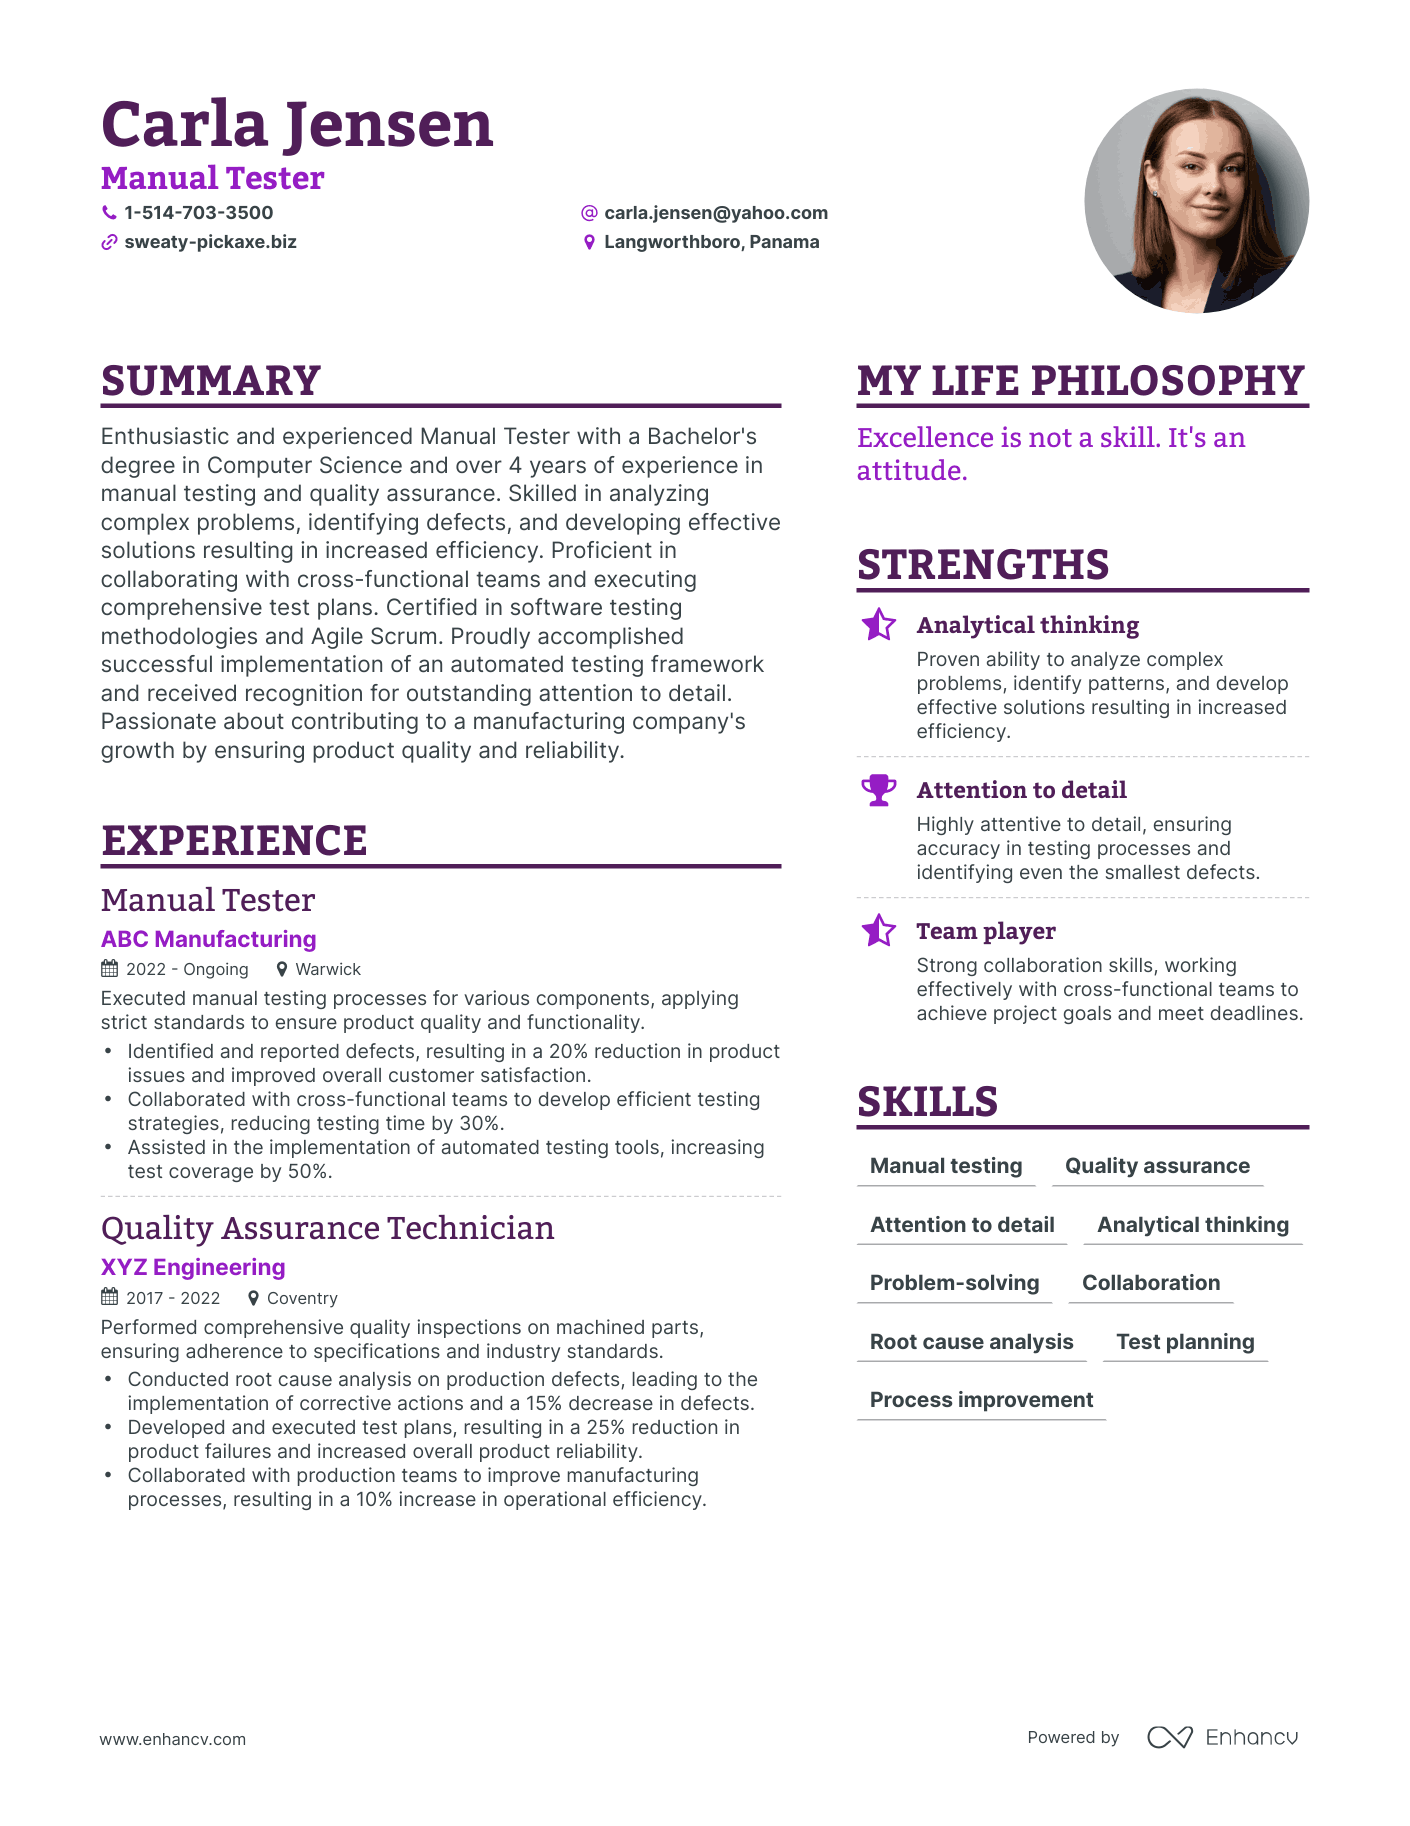 Carla Jensen
Manual Tester
1-514-703-3500
carla.jensen@yahoo.com
sweaty-pickaxe.biz
Langworthboro, Panama
SUMMARY
Enthusiastic and experienced Manual Tester with a Bachelor's
degree in Computer Science and over 4 years of experience in
manual testing and quality assurance. Skilled in analyzing
complex problems, identifying defects, and developing effective
solutions resulting in increased efficiency. Proficient in
collaborating with cross-functional teams and executing
comprehensive test plans. Certified in software testing
methodologies and Agile Scrum. Proudly accomplished
successful implementation of an automated testing framework
and received recognition for outstanding attention to detail.
Passionate about contributing to a manufacturing company's
growth by ensuring product quality and reliability.
EXPERIENCE
Manual Tester
ABC Manufacturing
2022 - Ongoing Warwick
Executed manual testing processes for various components, applying
strict standards to ensure product quality and functionality.
• Identified and reported defects, resulting in a 20% reduction in product
issues and improved overall customer satisfaction.
• Collaborated with cross-functional teams to develop efficient testing
strategies, reducing testing time by 30%.
• Assisted in the implementation of automated testing tools, increasing
test coverage by 50%.
Quality Assurance Technician
XYZ Engineering
2017 - 2022 Coventry
Performed comprehensive quality inspections on machined parts,
ensuring adherence to specifications and industry standards.
• Conducted root cause analysis on production defects, leading to the
implementation of corrective actions and a 15% decrease in defects.
• Developed and executed test plans, resulting in a 25% reduction in
product failures and increased overall product reliability.
• Collaborated with production teams to improve manufacturing
processes, resulting in a 10% increase in operational efficiency.
MY LIFE PHILOSOPHY
Excellence is not a skill. It's an
attitude.
STRENGTHS
Analytical thinking
Proven ability to analyze complex
problems, identify patterns, and develop
effective solutions resulting in increased
efficiency.
Attention to detail
Highly attentive to detail, ensuring
accuracy in testing processes and
identifying even the smallest defects.
Team player
Strong collaboration skills, working
effectively with cross-functional teams to
achieve project goals and meet deadlines.
SKILLS
Manual testing Quality assurance
Attention to detail Analytical thinking
Problem-solving Collaboration
Root cause analysis Test planning
Process improvement
www.enhancv.com
Powered by Enhancv